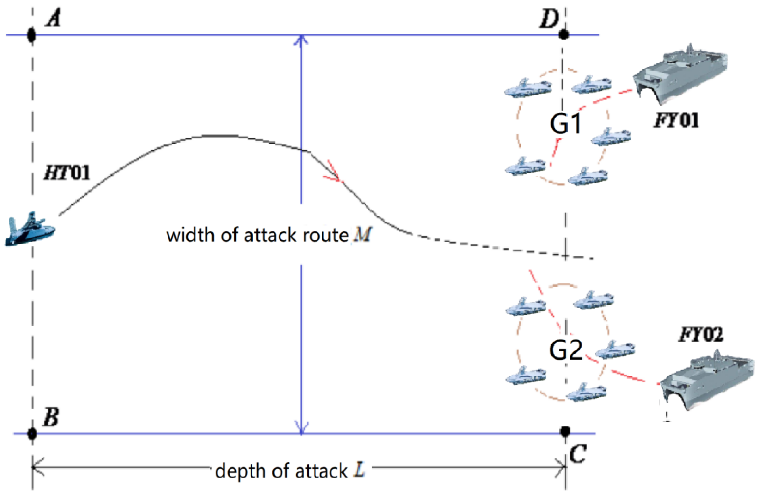 A
D
G1
FY01
HT01
width of attack route M
G2
FY02
B
C
depth of attack L